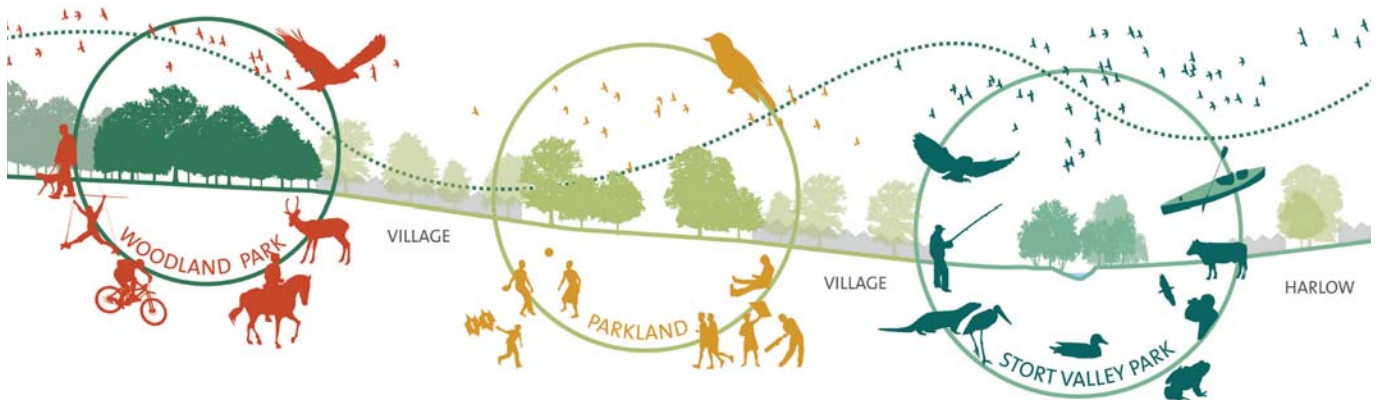 WOODLAND PARK
VILLAGE
PARKLAND
VILLAGE
STORT VALLEY PARK
HARLOW